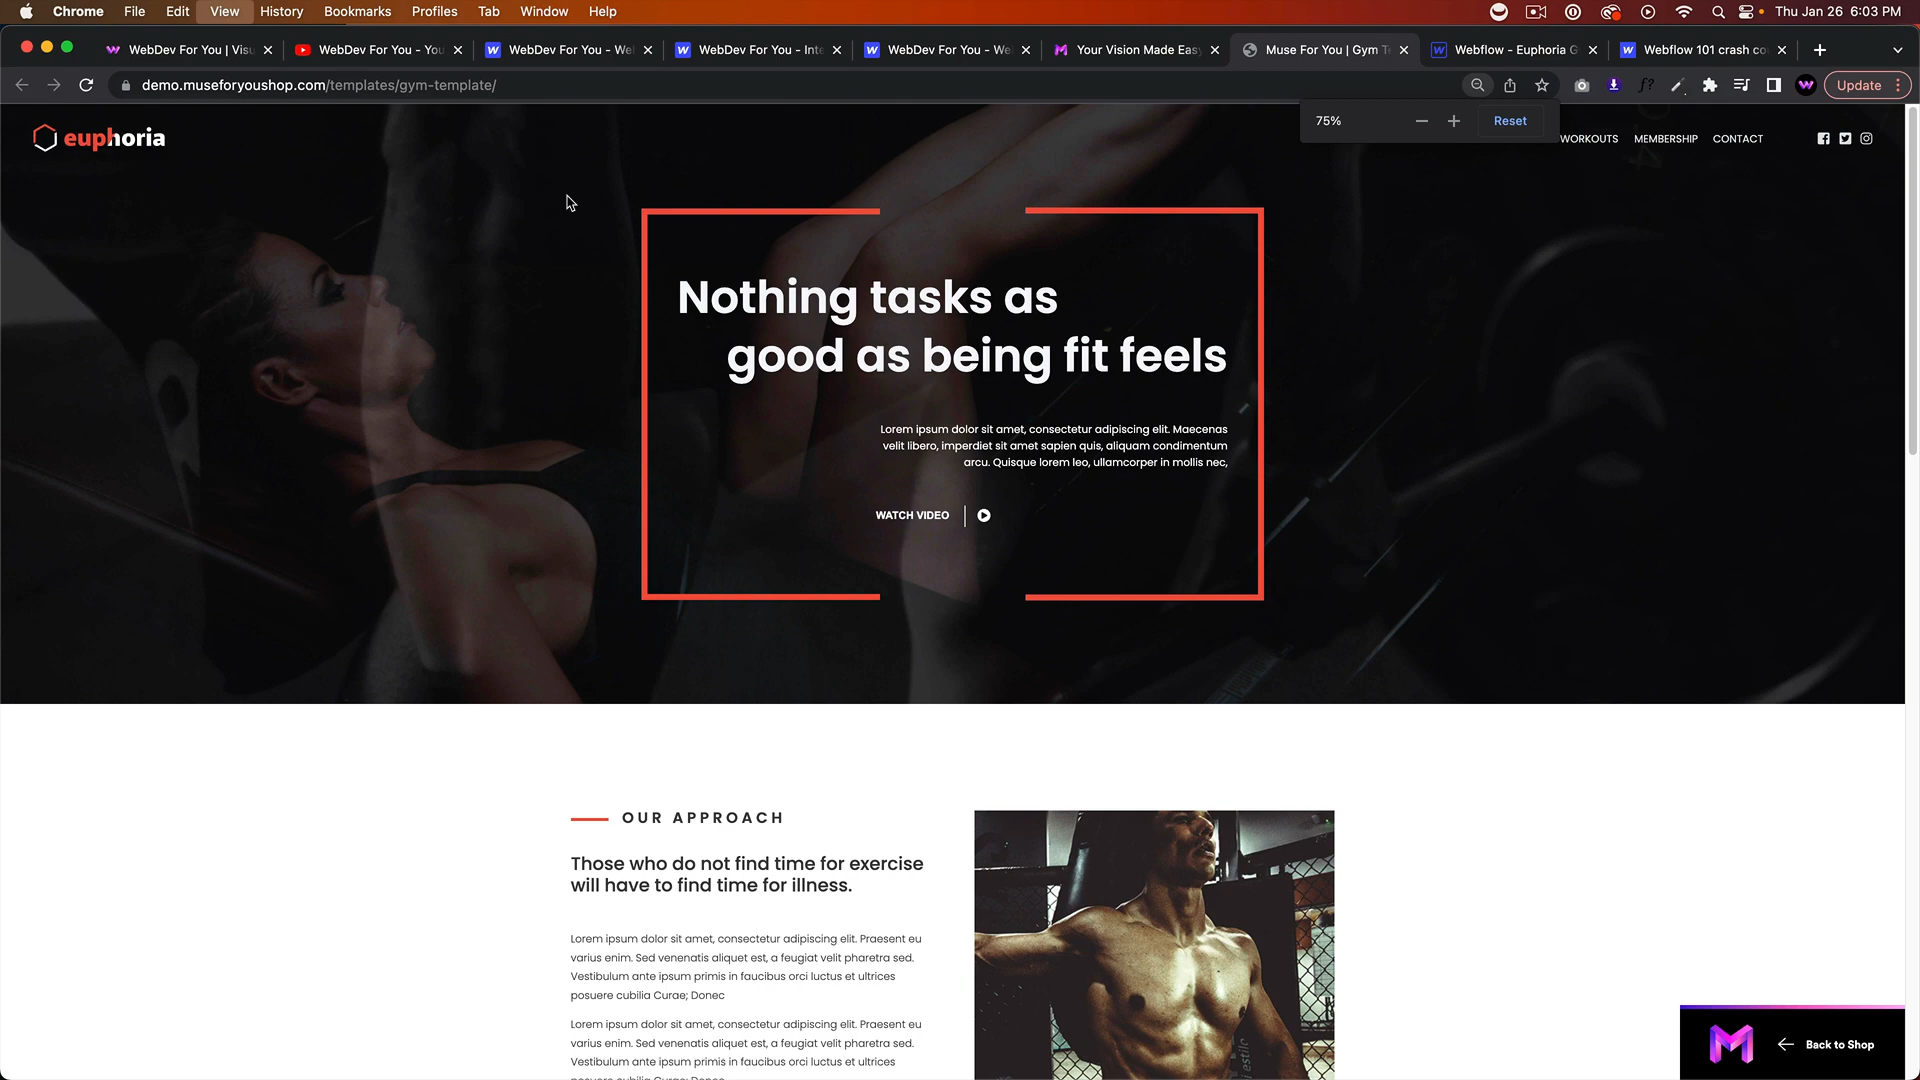 Chrome File Edit View History Bookmarks Profiles Tab Window Help Thu Jan 26 6:03 PM
WebDev For You | Visu WebDev For You - You WebDev For You - We WebDev For You - Inte WebDev For You - We Your Vision Made Easy Muse For You | Gym Te Webflow - Euphoria G Webflow 101 crash co
demo.museforyoushop.com/templates/gym-template/ Update
75% Reset
euphoria
WORKOUTS MEMBERSHIP CONTACT
Nothing tasks as
good as being fit feels
Lorem ipsum dolor sit amet, consectetur adipiscing elit. Maecenas
velit libero, imperdiet sit amet sapien quis, aliquam condimentum
arcu. Quisque lorem leo, ullamcorper in mollis nec,
WATCH VIDEO
OUR APPROACH
Those who do not find time for exercise
will have to find time for illness.
Lorem ipsum dolor sit amet, consectetur adipiscing elit. Praesent eu
varius enim. Sed venenatis aliquet est, a feugiat velit pharetra sed.
Vestibulum ante ipsum primis in faucibus orci luctus et ultrices
posuere cubilia Curae; Donec
Lorem ipsum dolor sit amet, consectetur adipiscing elit. Praesent eu
varius enim. Sed venenatis aliquet est, a feugiat velit pharetra sed.
Vestibulum ante ipsum primis in faucibus orci luctus et ultrices
posuere cubilia Curae; Donec
Back to Shop